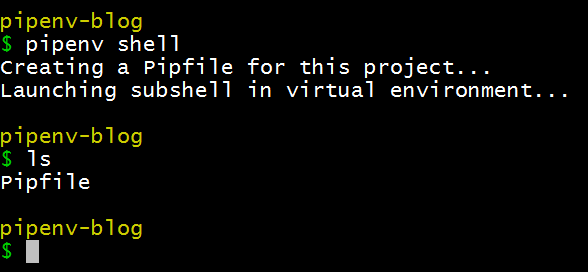 pipenv-blog
$ pipenv shell
Creating a Pipfile for this project...
Launching subshell in virtual environment...
pipenv-blog
$ ls
Pipfile
pipenv-blog
$